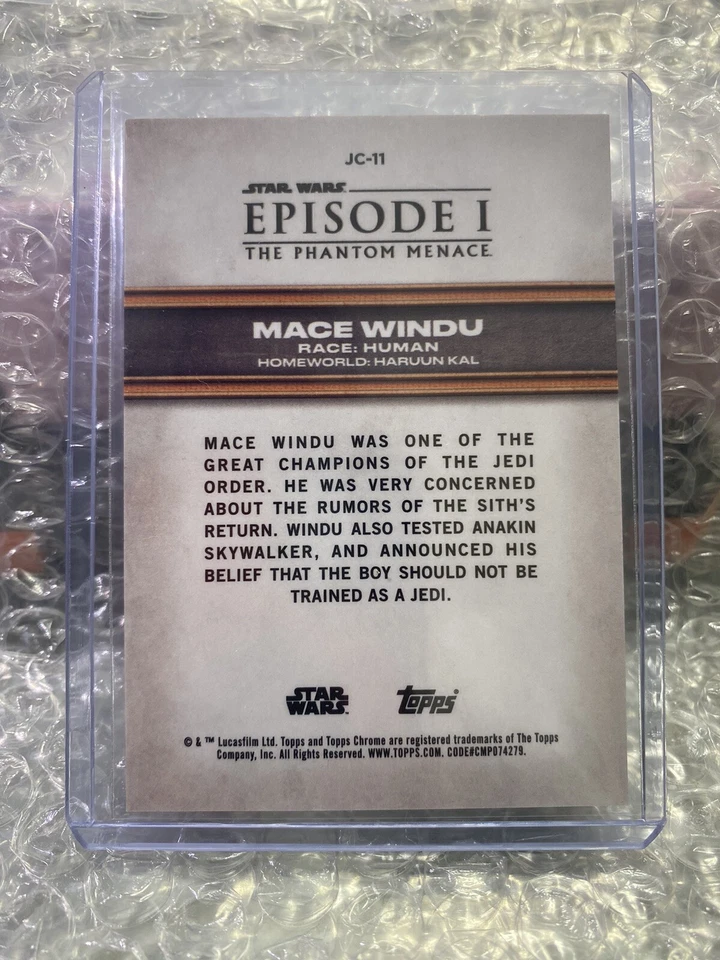 JC-11
STAR WARS
EPISODE I
THE PHANTOM MENACE
MACE WINDU
RACE: HUMAN
HOMEWORLD: HARUUN KAL
MACE WINDU WAS ONE OF THE
GREAT CHAMPIONS OF THE JEDI
ORDER. HE WAS VERY CONCERNED
ABOUT THE RUMORS OF THE SITH'S
RETURN. WINDU ALSO TESTED ANAKIN
SKYWALKER, AND ANNOUNCED HIS
BELIEF THAT THE BOY SHOULD NOT BE
TRAINED AS A JEDI.
STAR WARS™ Topps®
© & ™ Lucasfilm Ltd. Topps and Topps Chrome are registered trademarks of The Topps
Company, Inc. All Rights Reserved. WWW.TOPPS.COM. CODE#CMP074279.